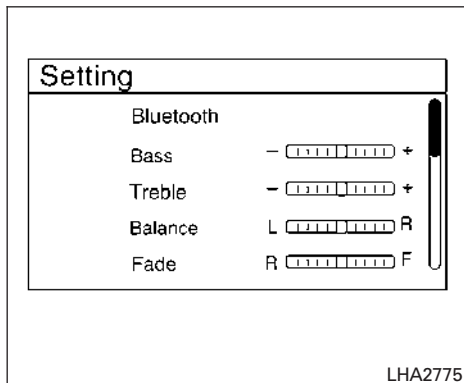 Setting
Bluetooth
Bass - +
Treble - +
Balance L R
Fade R F
LHA2775